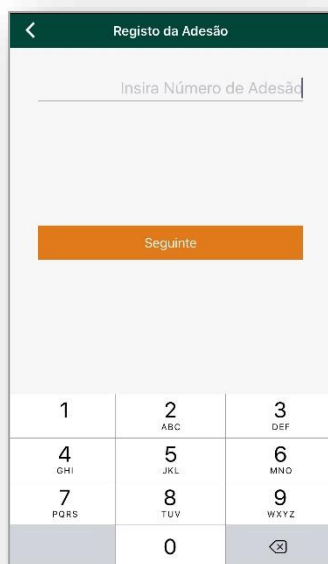 Registo da Adesão
Insira Número de Adesão
Seguinte
1
2
ABC
3
DEF
4
GHI
5
JKL
6
MNO
7
PQRS
8
TUV
9
WXYZ
0